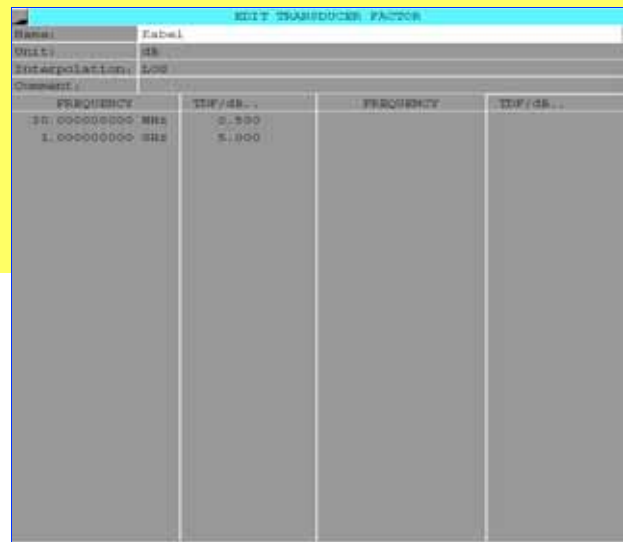 EDIT TRANSDUCER FACTOR
Name: Kabel
Unit: dB
Interpolation: LOG
Comment:
FREQUENCY TDF/dB.. FREQUENCY TDF/dB..
20.000000000 MHz 0.500
1.000000000 GHz 5.000